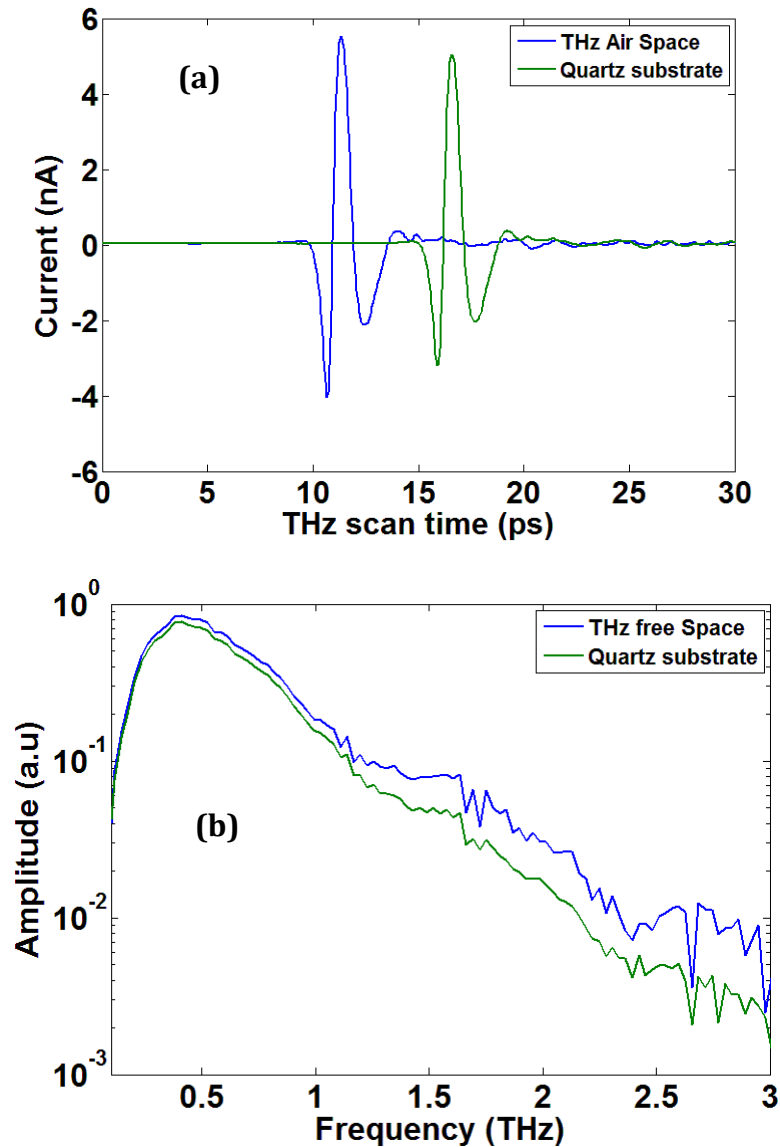 6
4
2
0
-2
-4
-6
Current (nA)
(a)
THz Air Space
Quartz substrate
0 5 10 15 20 25 30
THz scan time (ps)
10^0
10^-1
10^-2
10^-3
Amplitude (a.u)
(b)
THz free Space
Quartz substrate
0.5 1 1.5 2 2.5 3
Frequency (THz)